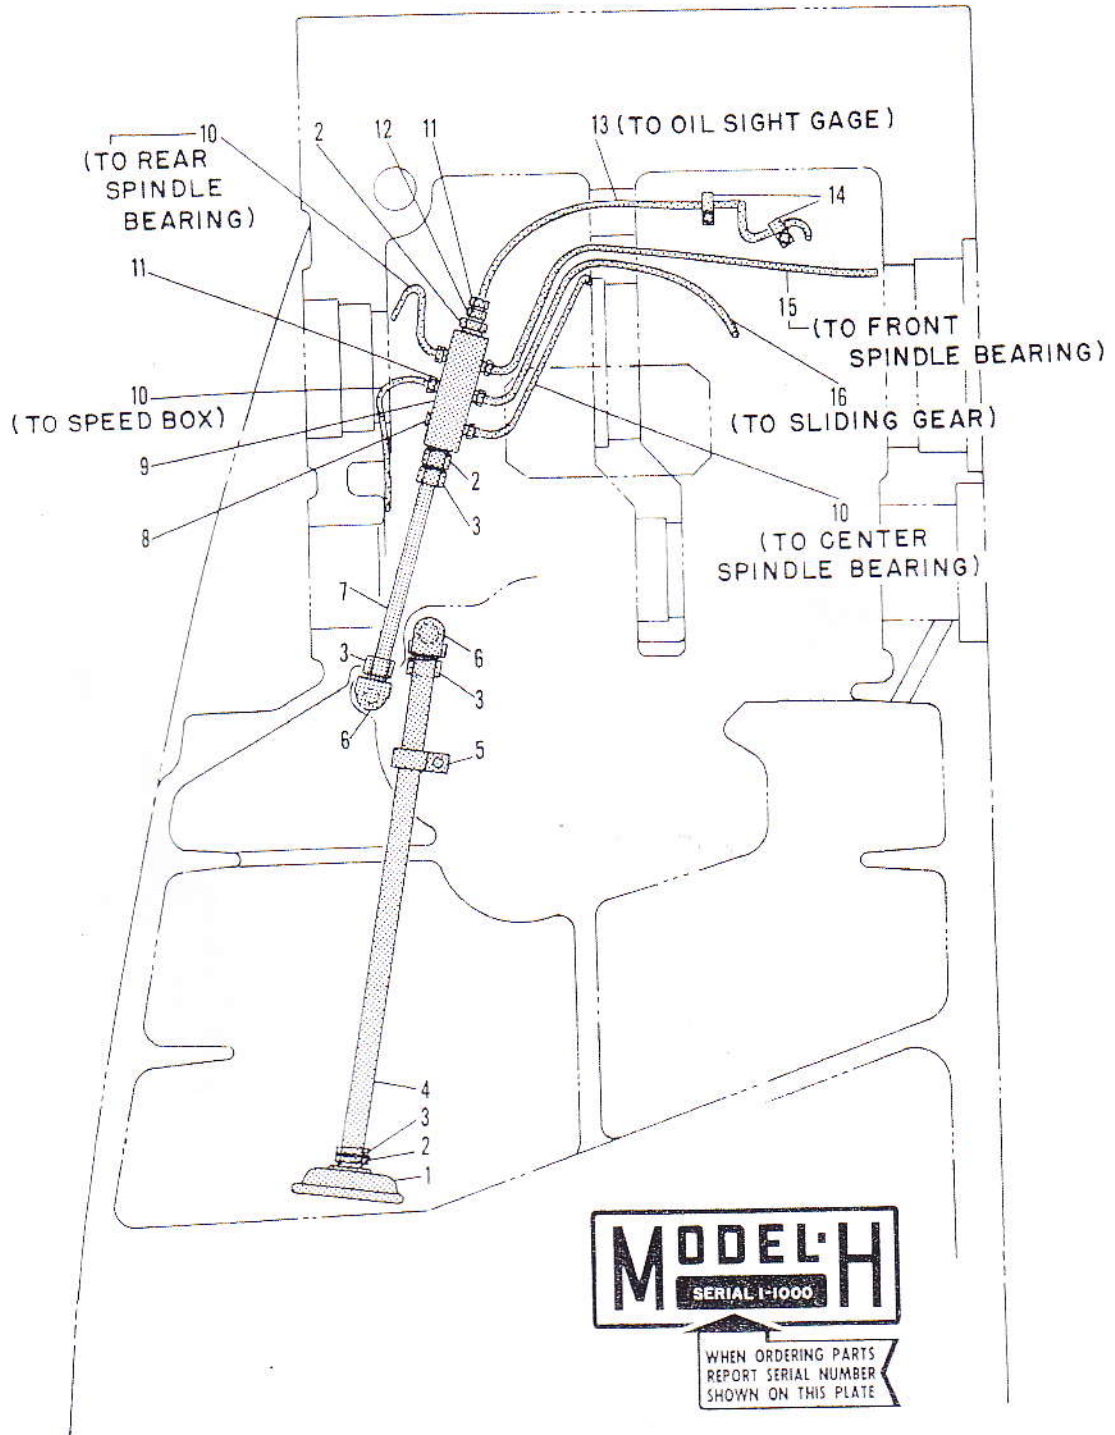 10
2
12
11
13 (TO OIL SIGHT GAGE)
(TO REAR
SPINDLE
BEARING)
14
11
15
(TO FRONT
SPINDLE BEARING)
10
(TO SPEED BOX)
16
(TO SLIDING GEAR)
9
2
8
3
10
(TO CENTER
SPINDLE BEARING)
7
3
6
3
6
5
4
3
2
1
MODEL·H
SERIAL 1-1000
WHEN ORDERING PARTS
REPORT SERIAL NUMBER
SHOWN ON THIS PLATE